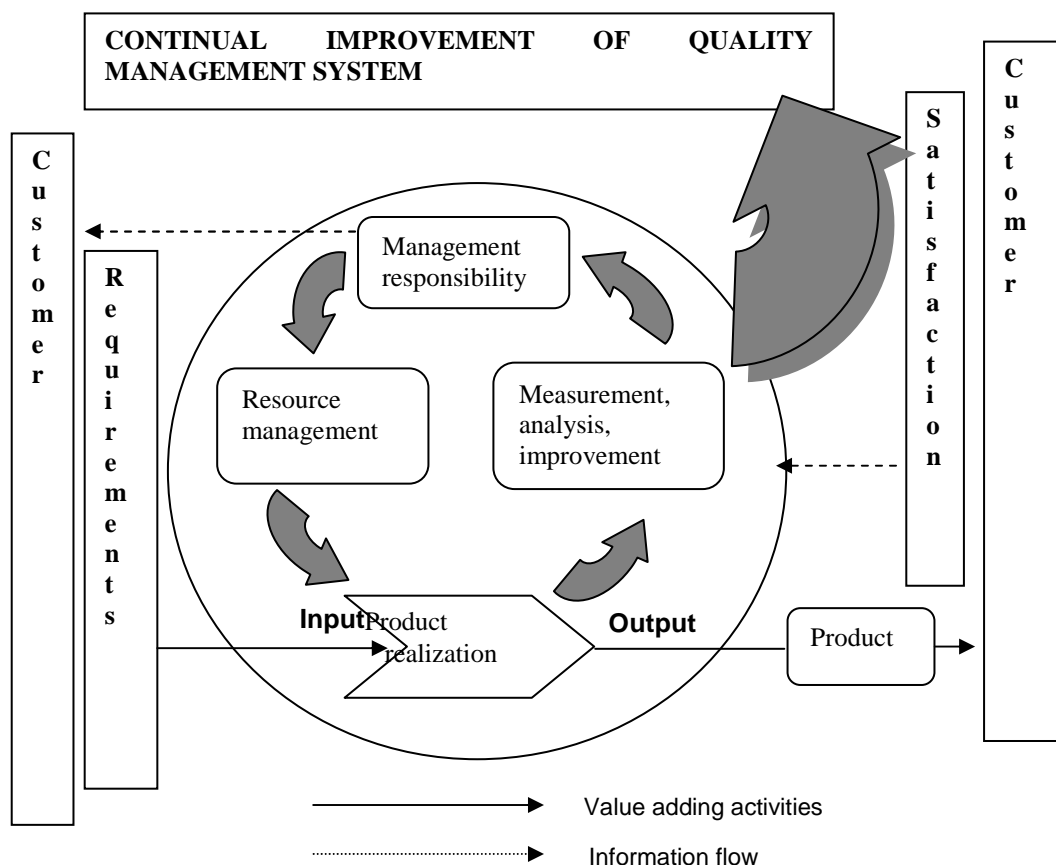 CONTINUAL IMPROVEMENT OF QUALITY
MANAGEMENT SYSTEM
Customer
Requirements
Management
responsibility
Resource
management
Measurement,
analysis,
improvement
Input
Product
realization
Output
Product
Satisfaction
Customer
Value adding activities
Information flow